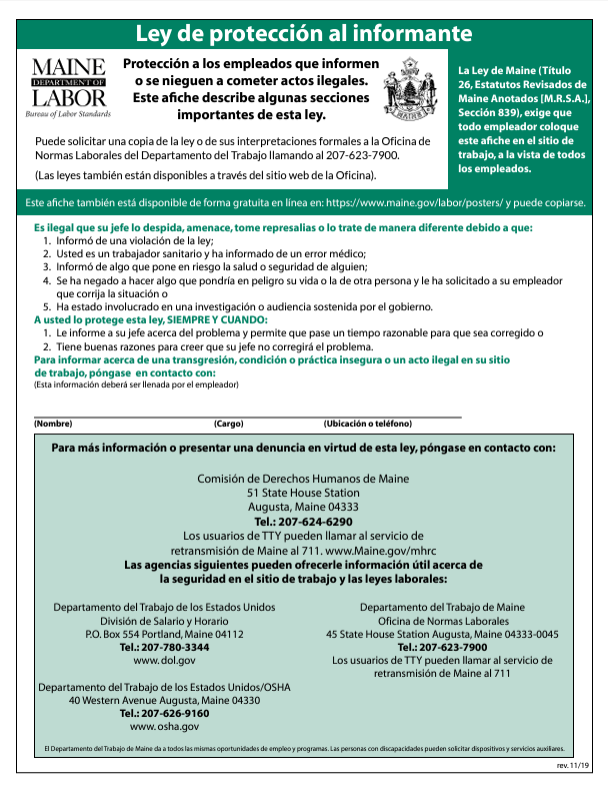 Ley de protección al informante
MAINE
DEPARTMENT OF
LABOR
Bureau of Labor Standards
Protección a los empleados que informen
o se nieguen a cometer actos ilegales.
Este afiche describe algunas secciones
importantes de esta ley.
Puede solicitar una copia de la ley o de sus interpretaciones formales a la Oficina de
Normas Laborales del Departamento del Trabajo llamando al 207-623-7900.
(Las leyes también están disponibles a través del sitio web de la Oficina).
La Ley de Maine (Título
26, Estatutos Revisados de
Maine Anotados [M.R.S.A.],
Sección 839), exige que
todo empleador coloque
este afiche en el sitio de
trabajo, a la vista de todos
los empleados.
Este afiche también está disponible de forma gratuita en línea en: https://www.maine.gov/labor/posters/ y puede copiarse.
Es ilegal que su jefe lo despida, amenace, tome represalias o lo trate de manera diferente debido a que:
1. Informó de una violación de la ley;
2. Usted es un trabajador sanitario y ha informado de un error médico;
3. Informó de algo que pone en riesgo la salud o seguridad de alguien;
4. Se ha negado a hacer algo que pondría en peligro su vida o la de otra persona y le ha solicitado a su empleador
que corrija la situación o
5. Ha estado involucrado en una investigación o audiencia sostenida por el gobierno.
A usted lo protege esta ley, SIEMPRE Y CUANDO:
1. Le informe a su jefe acerca del problema y permite que pase un tiempo razonable para que sea corregido o
2. Tiene buenas razones para creer que su jefe no corregirá el problema.
Para informar acerca de una transgresión, condición o práctica insegura o un acto ilegal en su sitio
de trabajo, póngase en contacto con:
(Esta información deberá ser llenada por el empleador)
(Nombre) (Cargo) (Ubicación o teléfono)
Para más información o presentar una denuncia en virtud de esta ley, póngase en contacto con:
Comisión de Derechos Humanos de Maine
51 State House Station
Augusta, Maine 04333
Tel.: 207-624-6290
Los usuarios de TTY pueden llamar al servicio de
retransmisión de Maine al 711. www.Maine.gov/mhrc
Las agencias siguientes pueden ofrecerle información útil acerca de
la seguridad en el sitio de trabajo y las leyes laborales:
Departamento del Trabajo de los Estados Unidos
División de Salario y Horario
P.O. Box 554 Portland, Maine 04112
Tel.: 207-780-3344
www.dol.gov
Departamento del Trabajo de los Estados Unidos/OSHA
40 Western Avenue Augusta, Maine 04330
Tel.: 207-626-9160
www.osha.gov
Departamento del Trabajo de Maine
Oficina de Normas Laborales
45 State House Station Augusta, Maine 04333-0045
Tel.: 207-623-7900
Los usuarios de TTY pueden llamar al servicio de
retransmisión de Maine al 711
El Departamento del Trabajo de Maine da a todos las mismas oportunidades de empleo y programas. Las personas con discapacidades pueden solicitar dispositivos y servicios auxiliares.
rev. 11/19